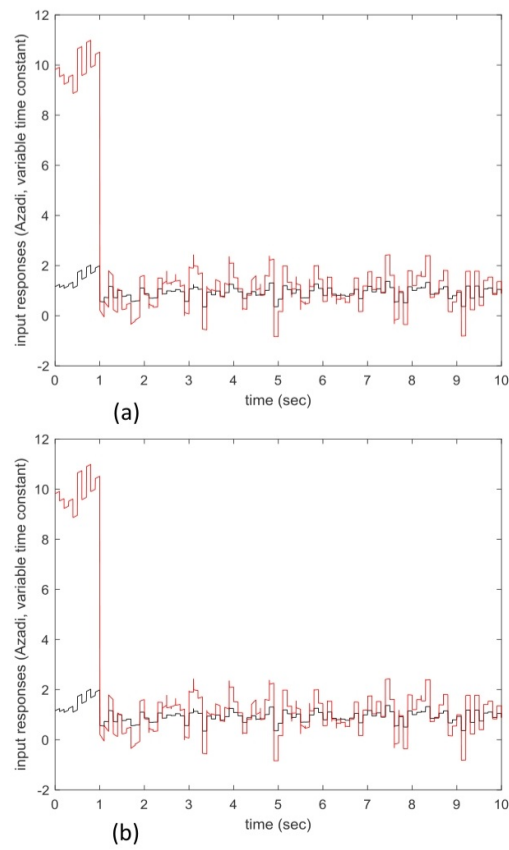 12
10
8
6
4
2
0
-2
input responses (Azadi, variable time constant)
0 1 2 3 4 5 6 7 8 9 10
time (sec)
(a)
12
10
8
6
4
2
0
-2
input responses (Azadi, variable time constant)
0 1 2 3 4 5 6 7 8 9 10
time (sec)
(b)